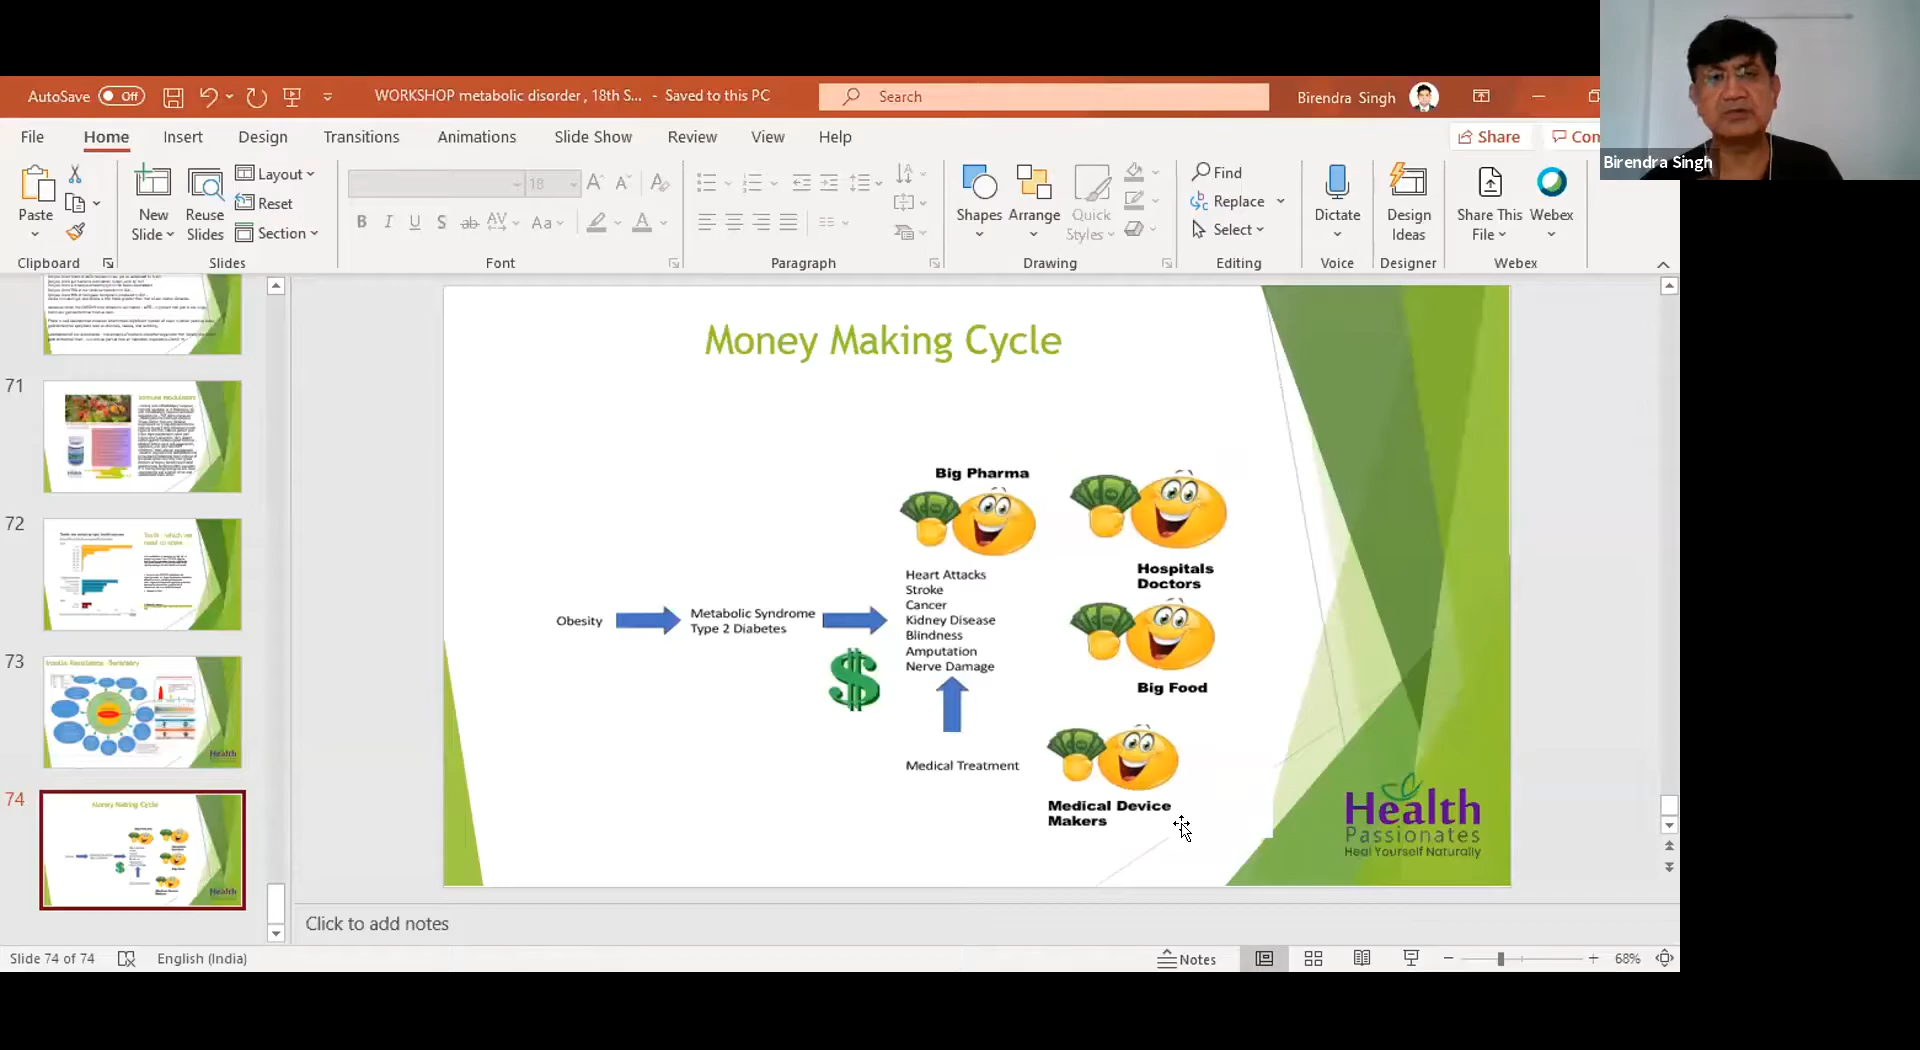 AutoSave Off
WORKSHOP metabolic disorder , 18th S... - Saved to this PC
Search
Birendra Singh
File Home Insert Design Transitions Animations Slide Show Review View Help
Share
Birendra Singh
Paste
Clipboard
New
Slide
Reuse
Slides
Layout
Reset
Section
Slides
18
Font
Paragraph
Shapes
Arrange
Quick
Styles
Drawing
Find
Replace
Select
Editing
Dictate
Voice
Design
Ideas
Designer
Share This
File
Webex
Webex
71
72
73
74
Money Making Cycle
Big Pharma
Hospitals
Doctors
Heart Attacks
Stroke
Cancer
Kidney Disease
Blindness
Amputation
Nerve Damage
Obesity
Metabolic Syndrome
Type 2 Diabetes
$
Big Food
Medical Treatment
Medical Device
Makers
Health
Passionates
Heal Yourself Naturally
Click to add notes
Slide 74 of 74
English (India)
Notes
68%